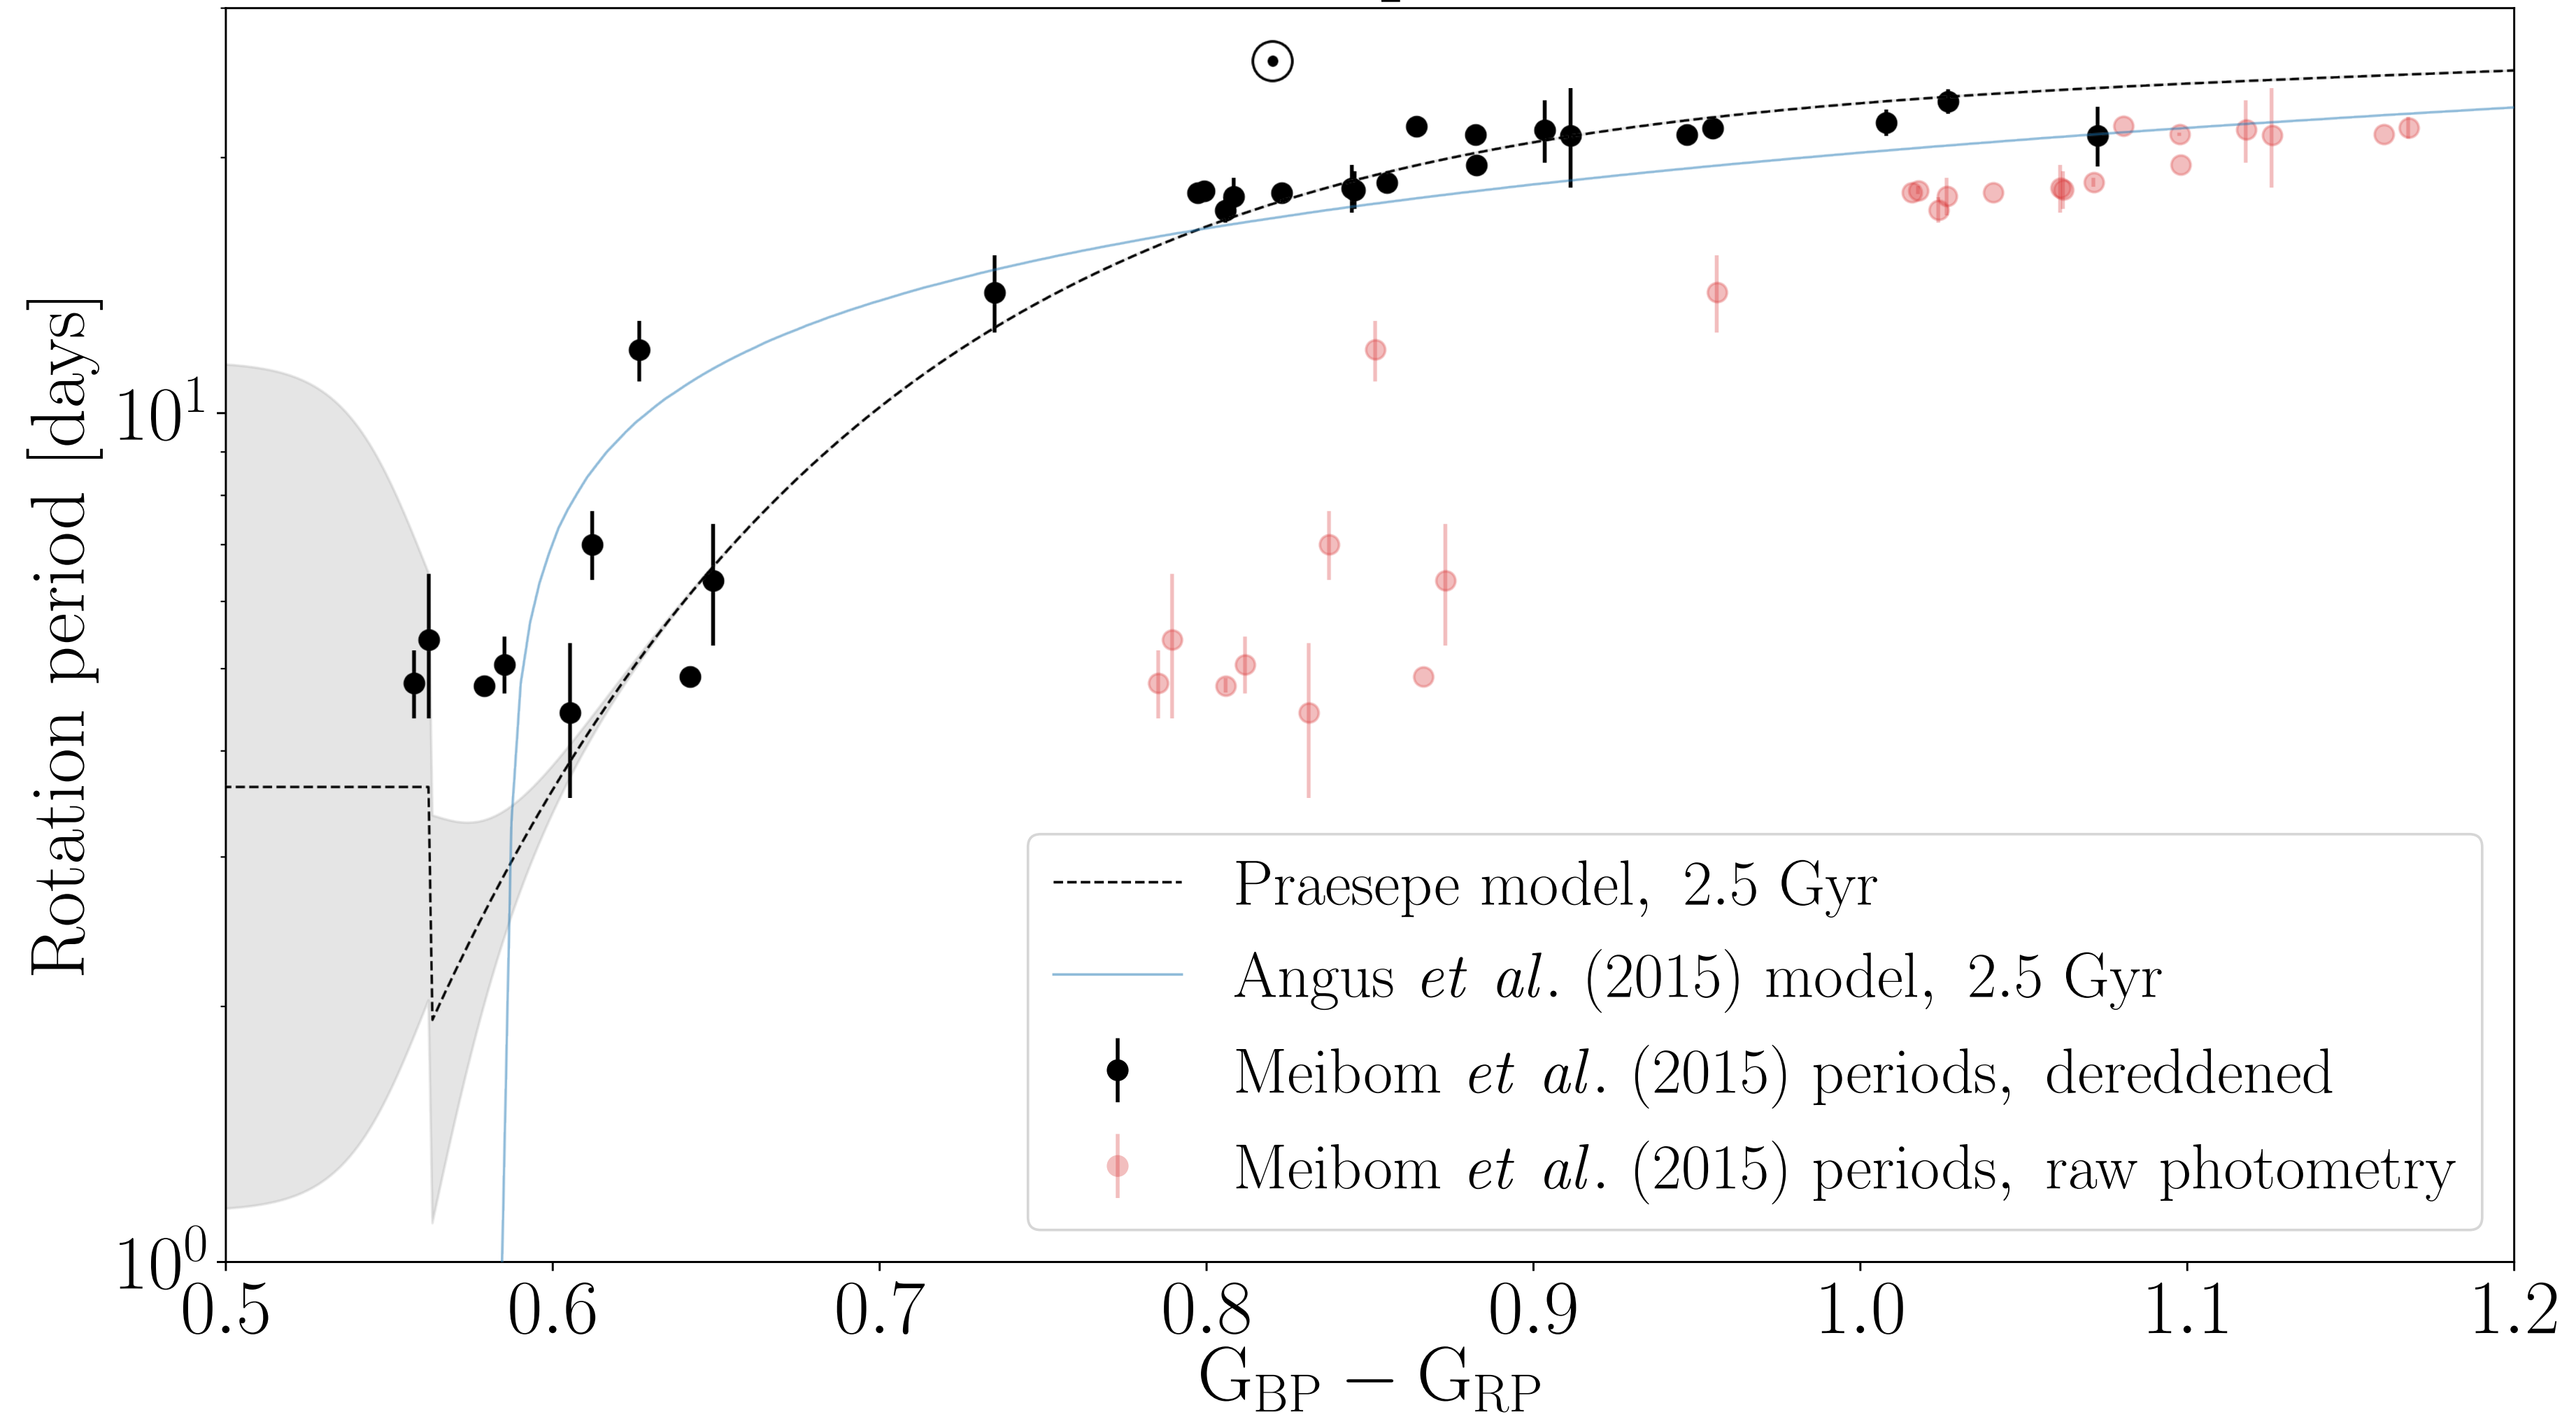 Rotation period [days]
10¹
10⁰
Praesepe model, 2.5 Gyr
Angus et al. (2015) model, 2.5 Gyr
Meibom et al. (2015) periods, dereddened
Meibom et al. (2015) periods, raw photometry
0.5 0.6 0.7 0.8 0.9 1.0 1.1 1.2
G_BP − G_RP